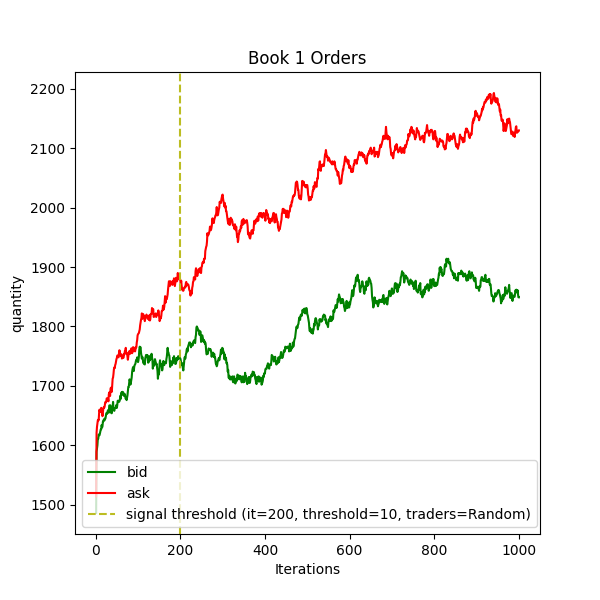 Book 1 Orders
2200
2100
2000
1900
1800
1700
1600
1500
quantity
bid
ask
signal threshold (it=200, threshold=10, traders=Random)
0 200 400 600 800 1000
Iterations